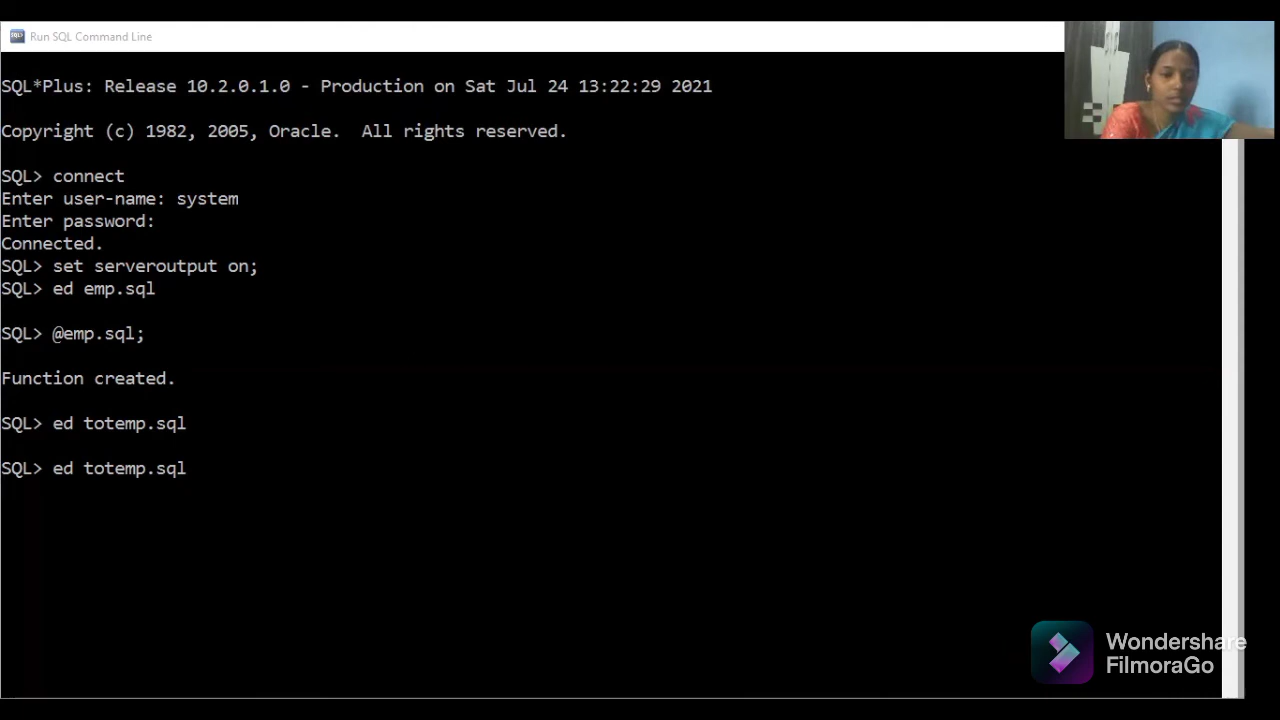 Run SQL Command Line
SQL*Plus: Release 10.2.0.1.0 - Production on Sat Jul 24 13:22:29 2021
Copyright (c) 1982, 2005, Oracle.  All rights reserved.
SQL> connect
Enter user-name: system
Enter password:
Connected.
SQL> set serveroutput on;
SQL> ed emp.sql
SQL> @emp.sql;
Function created.
SQL> ed totemp.sql
SQL> ed totemp.sql
Wondershare
FilmoraGo